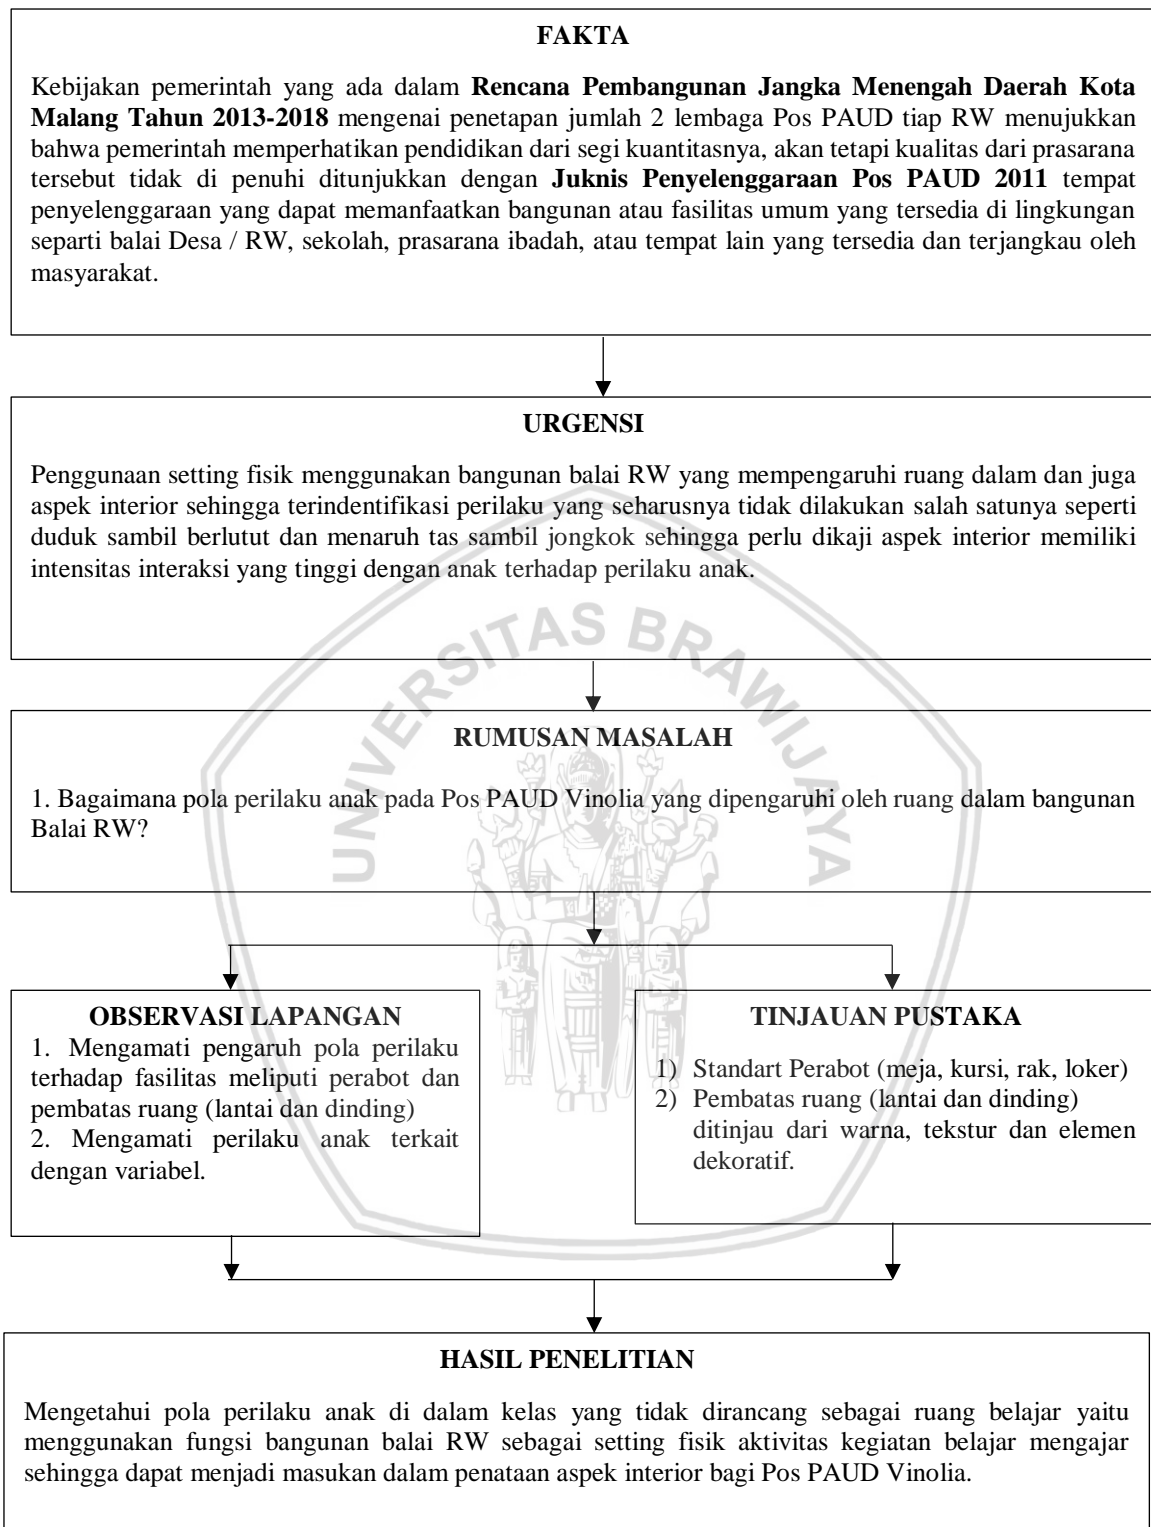 FAKTA
Kebijakan pemerintah yang ada dalam Rencana Pembangunan Jangka Menengah Daerah Kota
Malang Tahun 2013-2018 mengenai penetapan jumlah 2 lembaga Pos PAUD tiap RW menujukkan
bahwa pemerintah memperhatikan pendidikan dari segi kuantitasnya, akan tetapi kualitas dari prasarana
tersebut tidak di penuhi ditunjukkan dengan Juknis Penyelenggaraan Pos PAUD 2011 tempat
penyelenggaraan yang dapat memanfaatkan bangunan atau fasilitas umum yang tersedia di lingkungan
separti balai Desa / RW, sekolah, prasarana ibadah, atau tempat lain yang tersedia dan terjangkau oleh
masyarakat.
URGENSI
Penggunaan setting fisik menggunakan bangunan balai RW yang mempengaruhi ruang dalam dan juga
aspek interior sehingga terindentifikasi perilaku yang seharusnya tidak dilakukan salah satunya seperti
duduk sambil berlutut dan menaruh tas sambil jongkok sehingga perlu dikaji aspek interior memiliki
intensitas interaksi yang tinggi dengan anak terhadap perilaku anak.
RUMUSAN MASALAH
1. Bagaimana pola perilaku anak pada Pos PAUD Vinolia yang dipengaruhi oleh ruang dalam bangunan
Balai RW?
OBSERVASI LAPANGAN
1. Mengamati pengaruh pola perilaku
terhadap fasilitas meliputi perabot dan
pembatas ruang (lantai dan dinding)
2. Mengamati perilaku anak terkait
dengan variabel.
TINJAUAN PUSTAKA
1) Standart Perabot (meja, kursi, rak, loker)
2) Pembatas ruang (lantai dan dinding)
ditinjau dari warna, tekstur dan elemen
dekoratif.
HASIL PENELITIAN
Mengetahui pola perilaku anak di dalam kelas yang tidak dirancang sebagai ruang belajar yaitu
menggunakan fungsi bangunan balai RW sebagai setting fisik aktivitas kegiatan belajar mengajar
sehingga dapat menjadi masukan dalam penataan aspek interior bagi Pos PAUD Vinolia.
UNIVERSITAS BRAWIJAYA